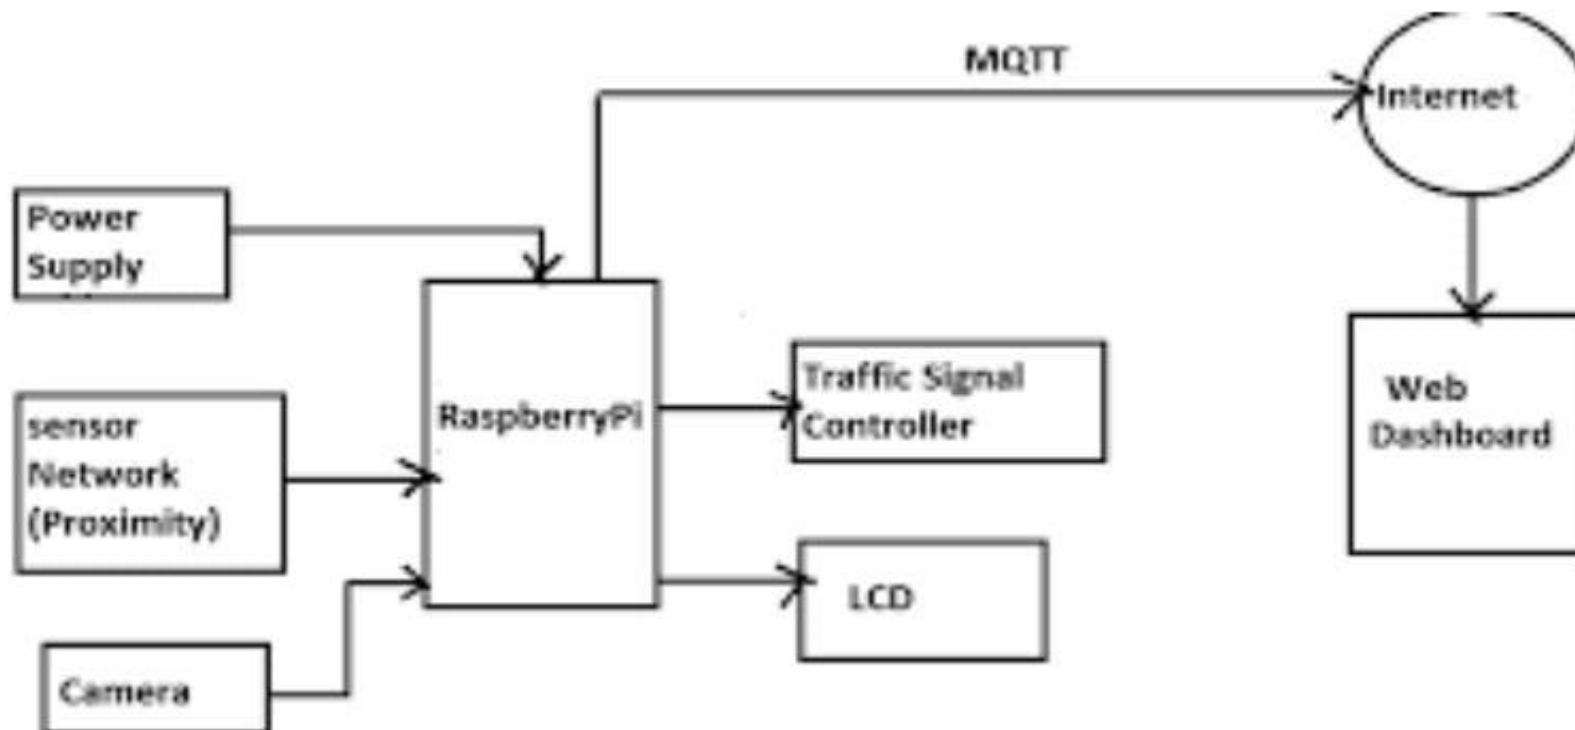 MQTT
Internet
Power
Supply
sensor
Network
(Proximity)
RaspberryPi
Traffic Signal
Controller
Web
Dashboard
LCD
Camera